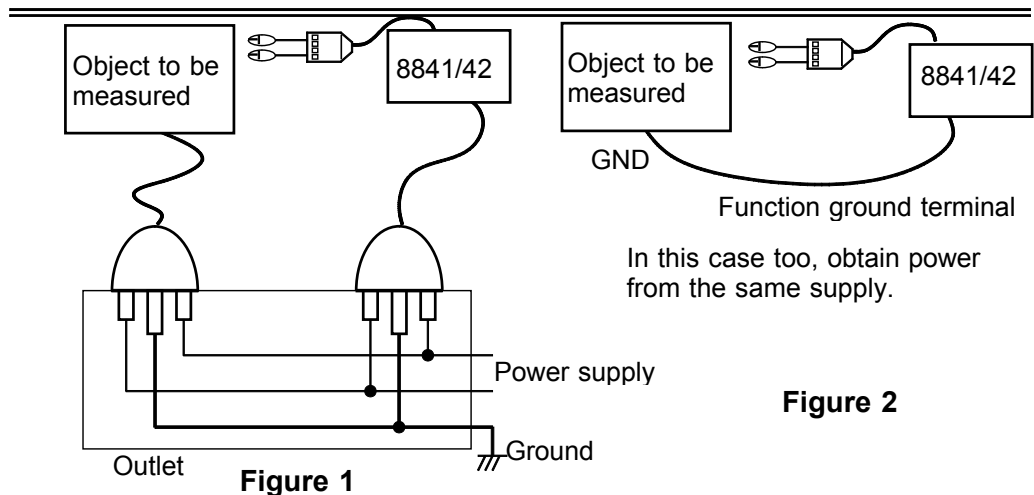 Object to be
measured
8841/42
Power supply
Ground
Outlet
Figure 1
Object to be
measured
8841/42
GND
Function ground terminal
In this case too, obtain power
from the same supply.
Figure 2